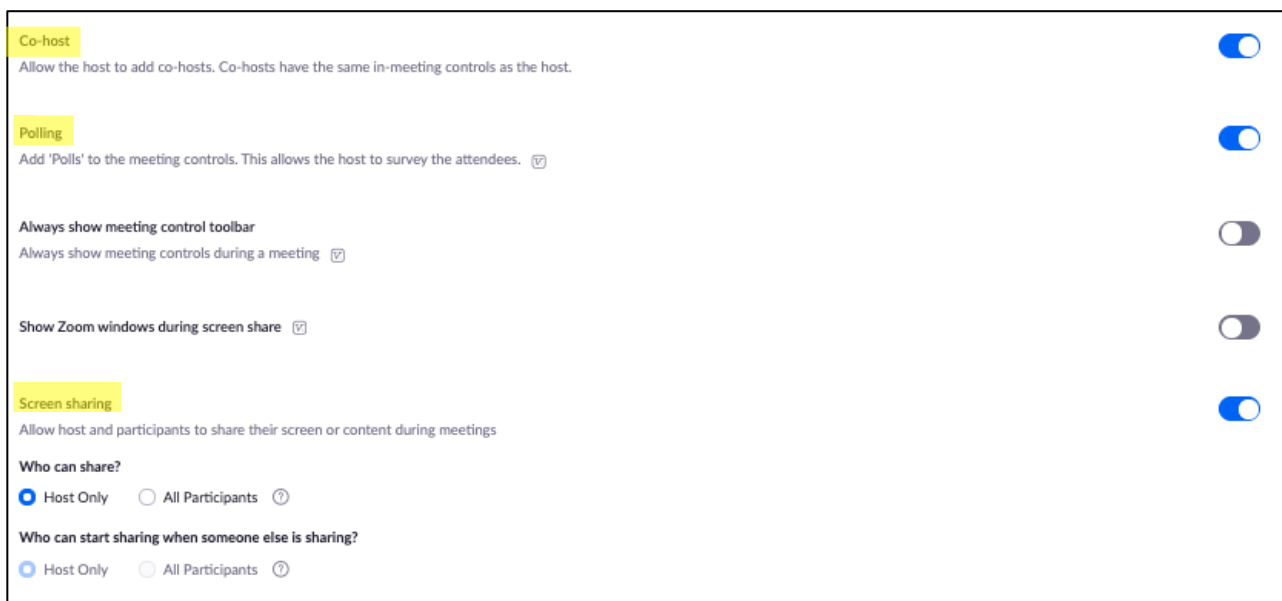 Co-host
Allow the host to add co-hosts. Co-hosts have the same in-meeting controls as the host.
Polling
Add 'Polls' to the meeting controls. This allows the host to survey the attendees.
Always show meeting control toolbar
Always show meeting controls during a meeting
Show Zoom windows during screen share
Screen sharing
Allow host and participants to share their screen or content during meetings
Who can share?
Host Only All Participants ?
Who can start sharing when someone else is sharing?
Host Only All Participants ?